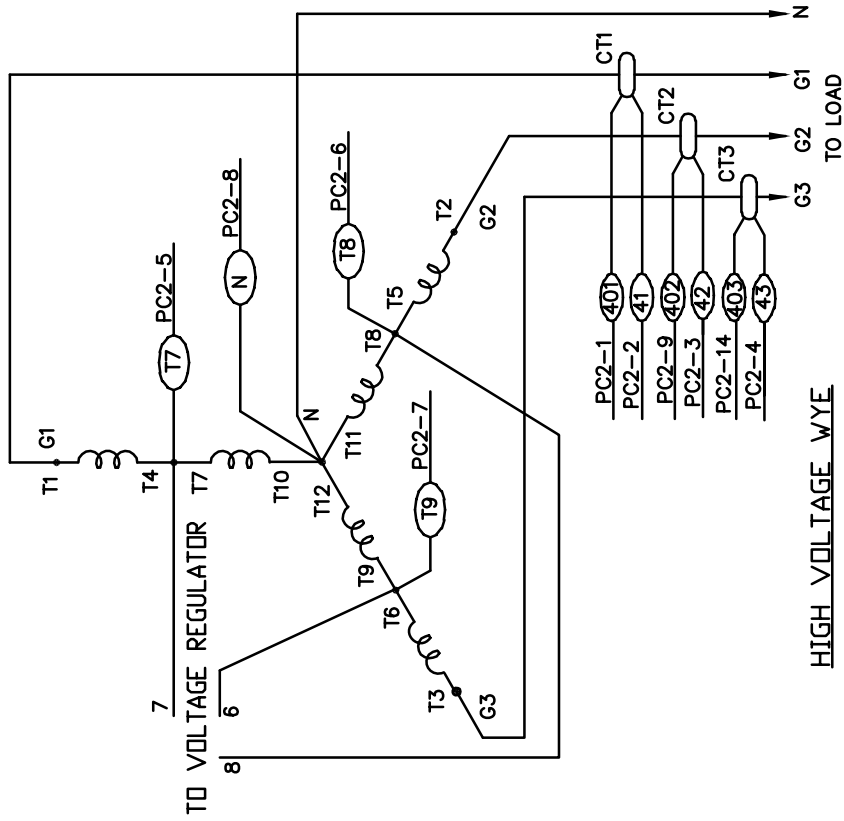 N
G1
G2
G3
TO LOAD
CT1
CT2
CT3
PC2-8
N
PC2-6
T8
PC2-5
T7
G1
T1
T4
T7
T10
N
T12
T11
T8
T5
T2
G2
PC2-7
T9
T9
T6
T3
G3
7
6
8
TO VOLTAGE REGULATOR
PC2-1 401
PC2-2 41
PC2-9 402
PC2-3 42
PC2-14 403
PC2-4 43
HIGH VOLTAGE WYE